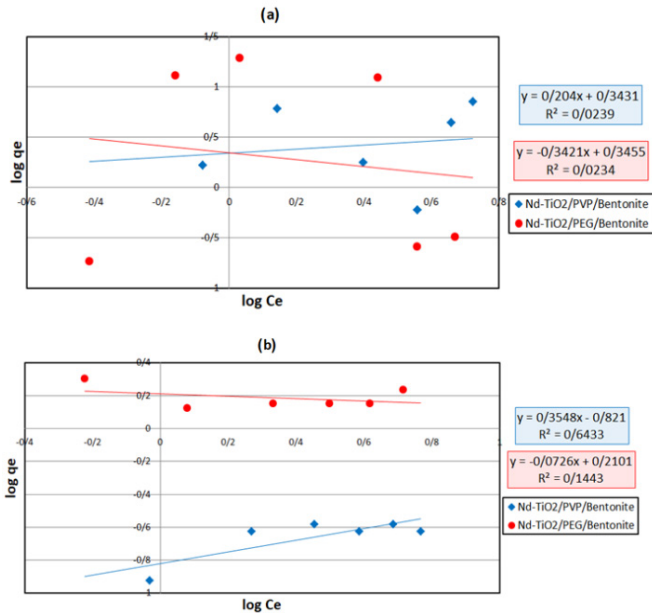 (a)
1/5
1
0/5
0
-0/5
1
-0/6
-0/4
-0/2
0
0/2
0/4
0/6
0/8
log qe
log Ce
y = 0/204x + 0/3431
R² = 0/0239
y = -0/3421x + 0/3455
R² = 0/0234
Nd-TiO2/PVP/Bentonite
Nd-TiO2/PEG/Bentonite
(b)
0/4
0/2
0
-0/4
-0/2
0
0/2
0/4
0/6
0/8
1
-0/2
-0/4
-0/6
-0/8
1
log qe
log Ce
y = 0/3548x - 0/821
R² = 0/6433
y = -0/0726x + 0/2101
R² = 0/1443
Nd-TiO2/PVP/Bentonite
Nd-TiO2/PEG/Bentonite